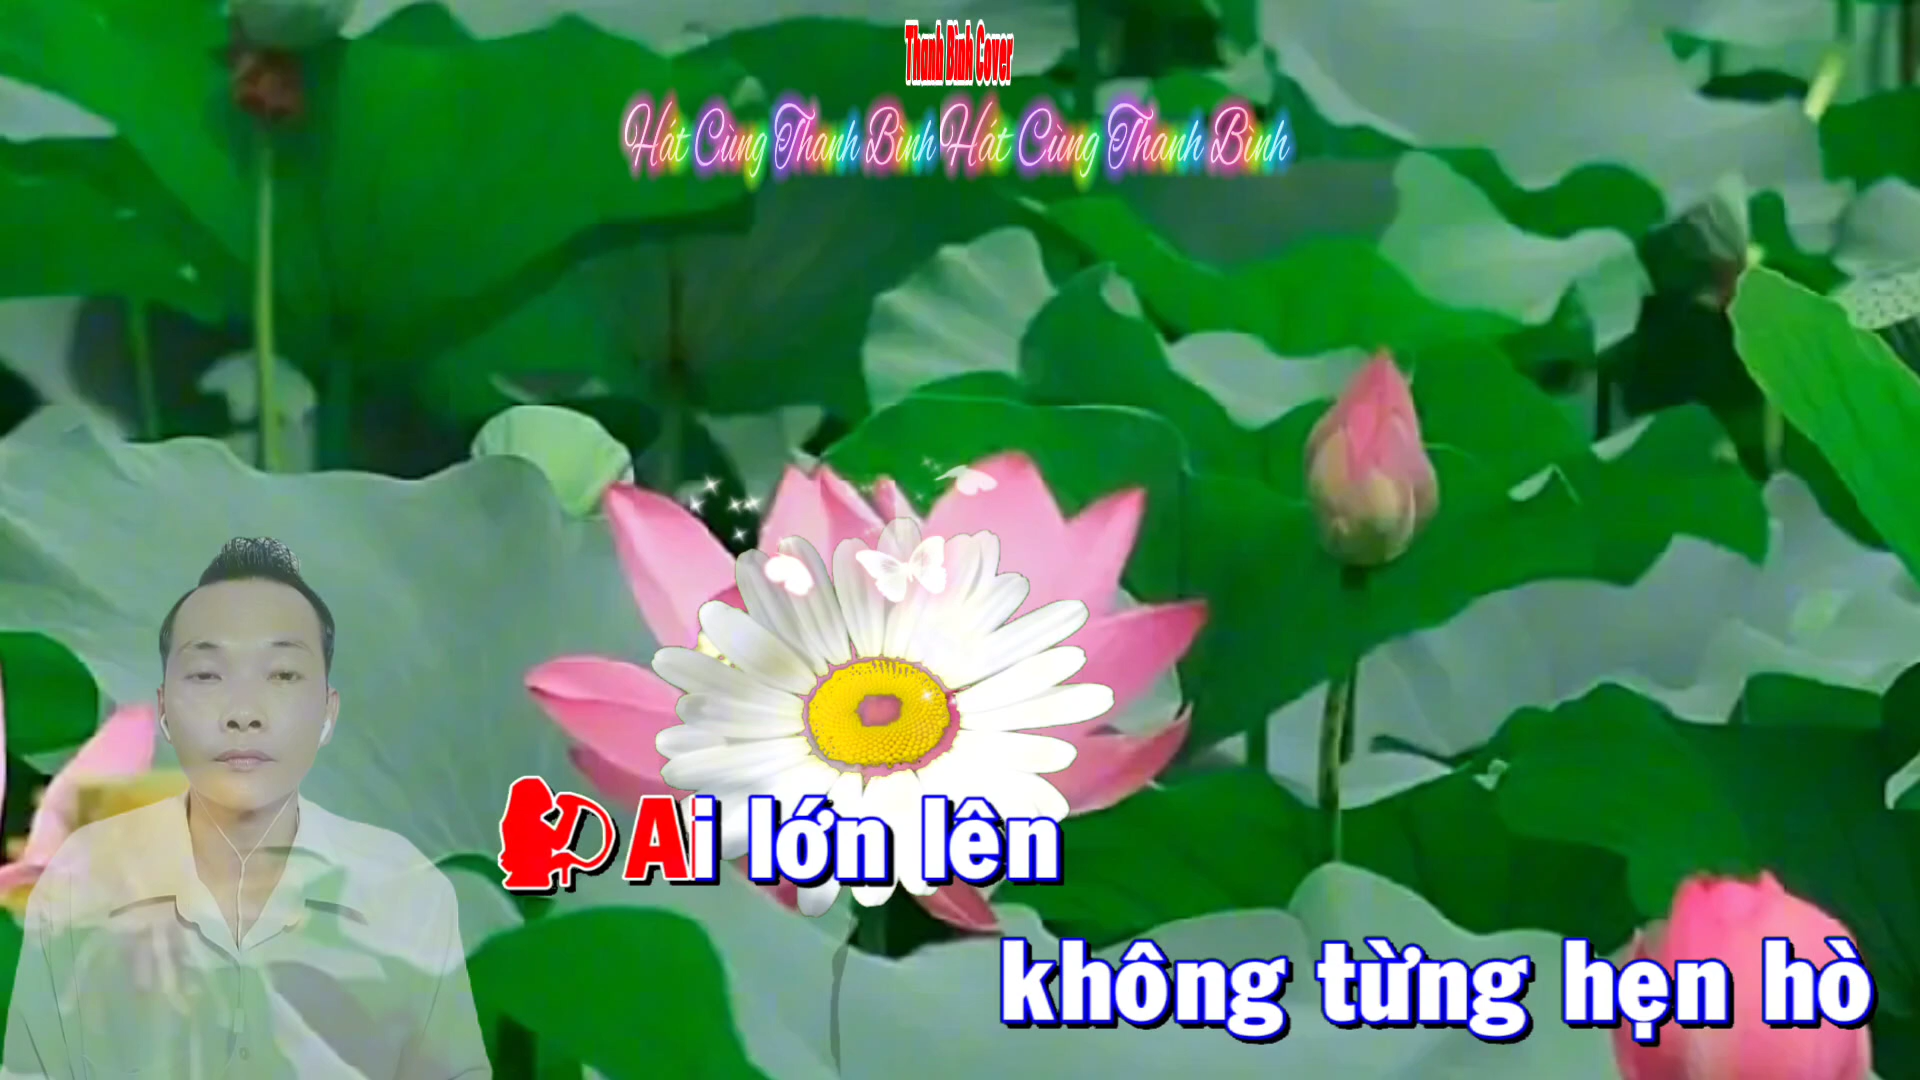 Thanh Bình Cover
Hát Cùng Thanh Bình Hát Cùng Thanh Bình
Ai lớn lên
không từng hẹn hò